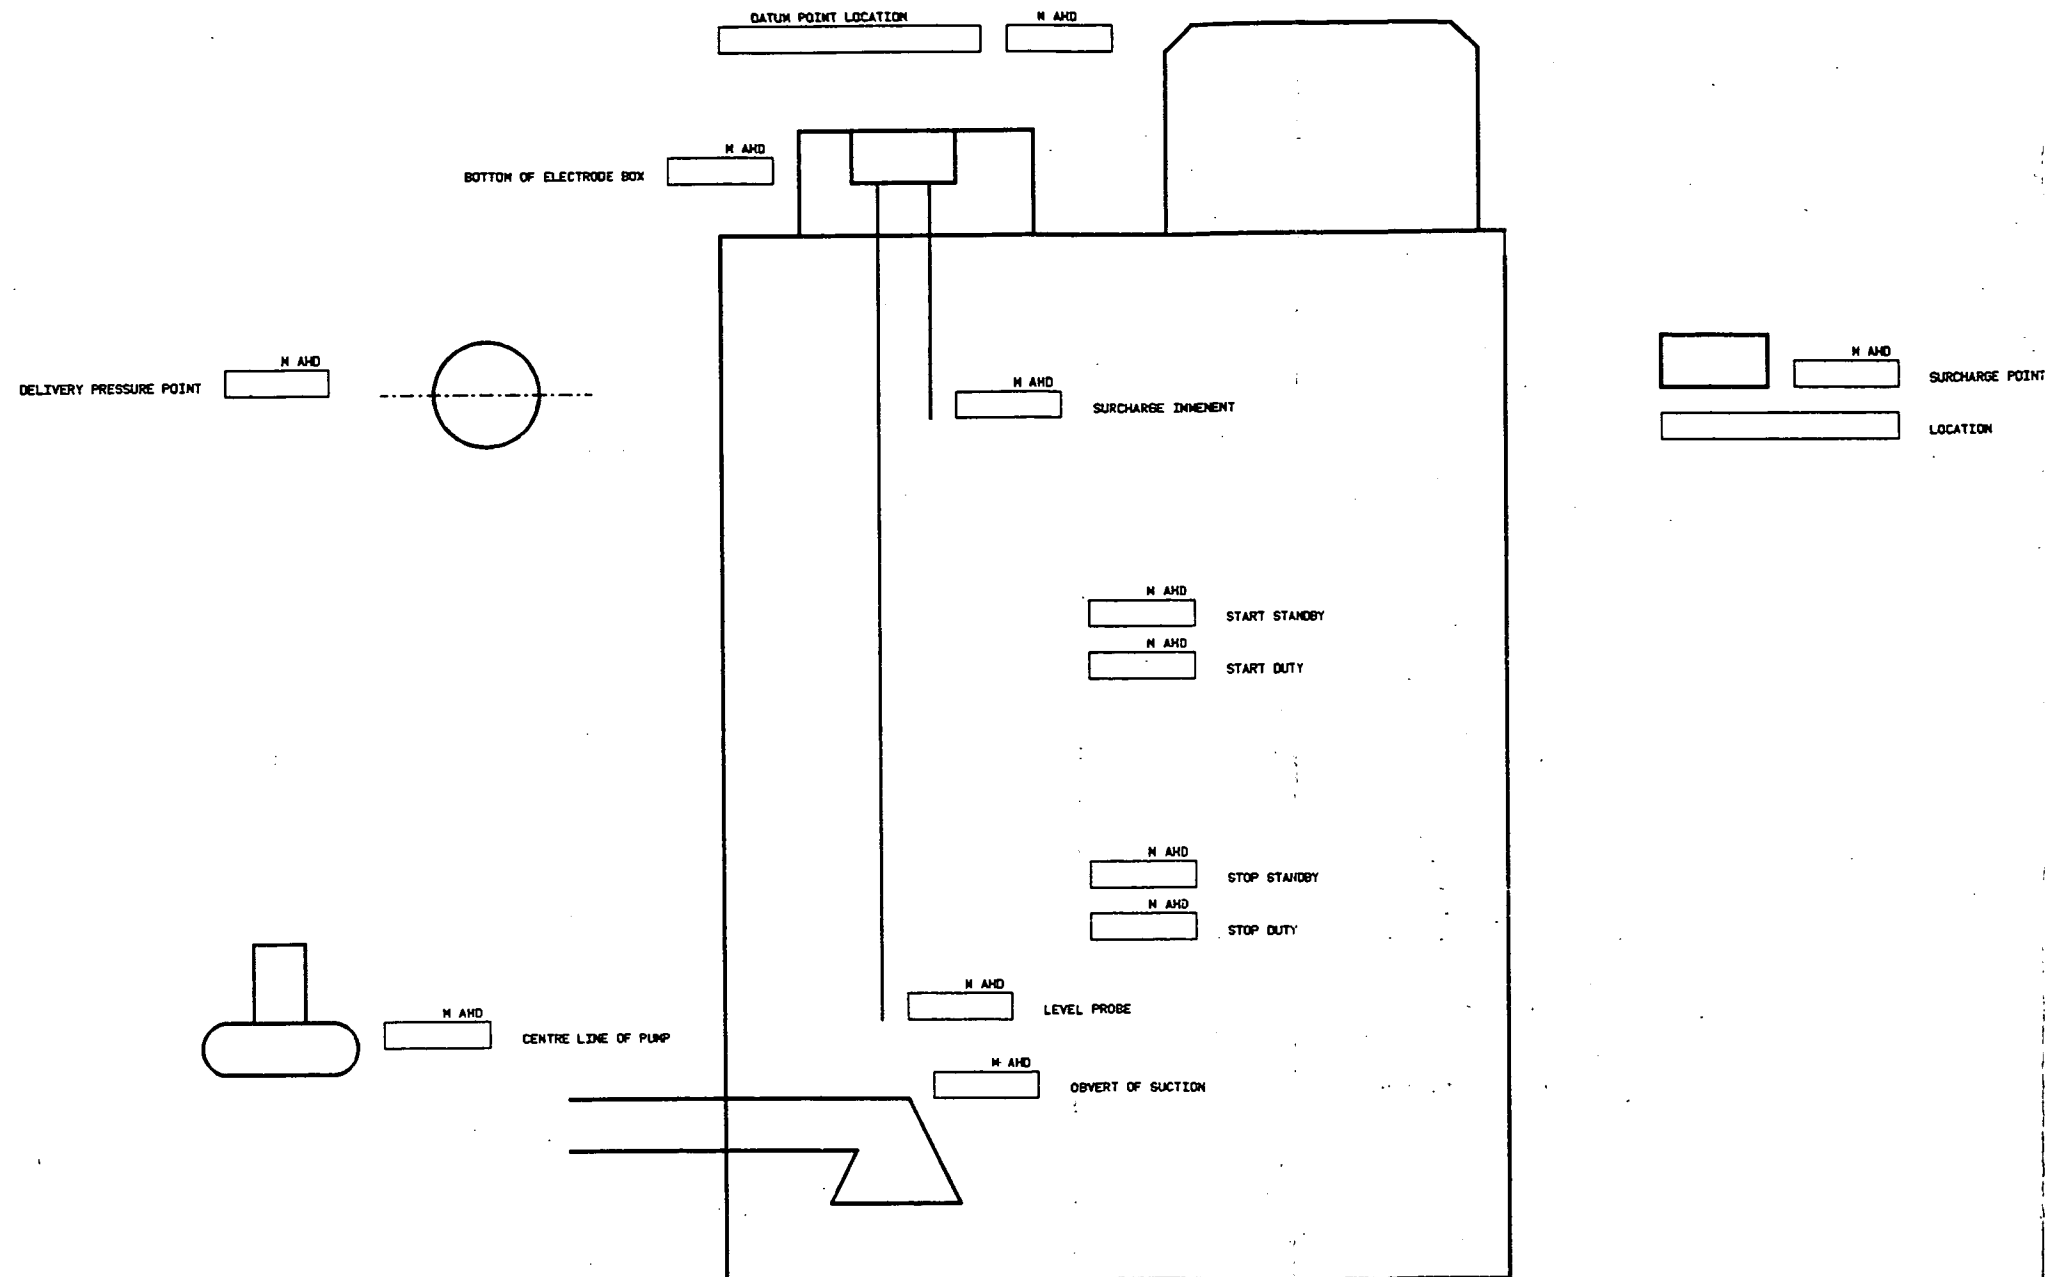 DATUM POINT LOCATION
M AHD
M AHD
BOTTOM OF ELECTRODE BOX
M AHD
DELIVERY PRESSURE POINT
M AHD
SURCHARGE IMMENENT
M AHD
SURCHARGE POINT
LOCATION
M AHD
START STANDBY
M AHD
START DUTY
M AHD
STOP STANDBY
M AHD
STOP DUTY
M AHD
LEVEL PROBE
M AHD
CENTRE LINE OF PUMP
M AHD
OBVERT OF SUCTION